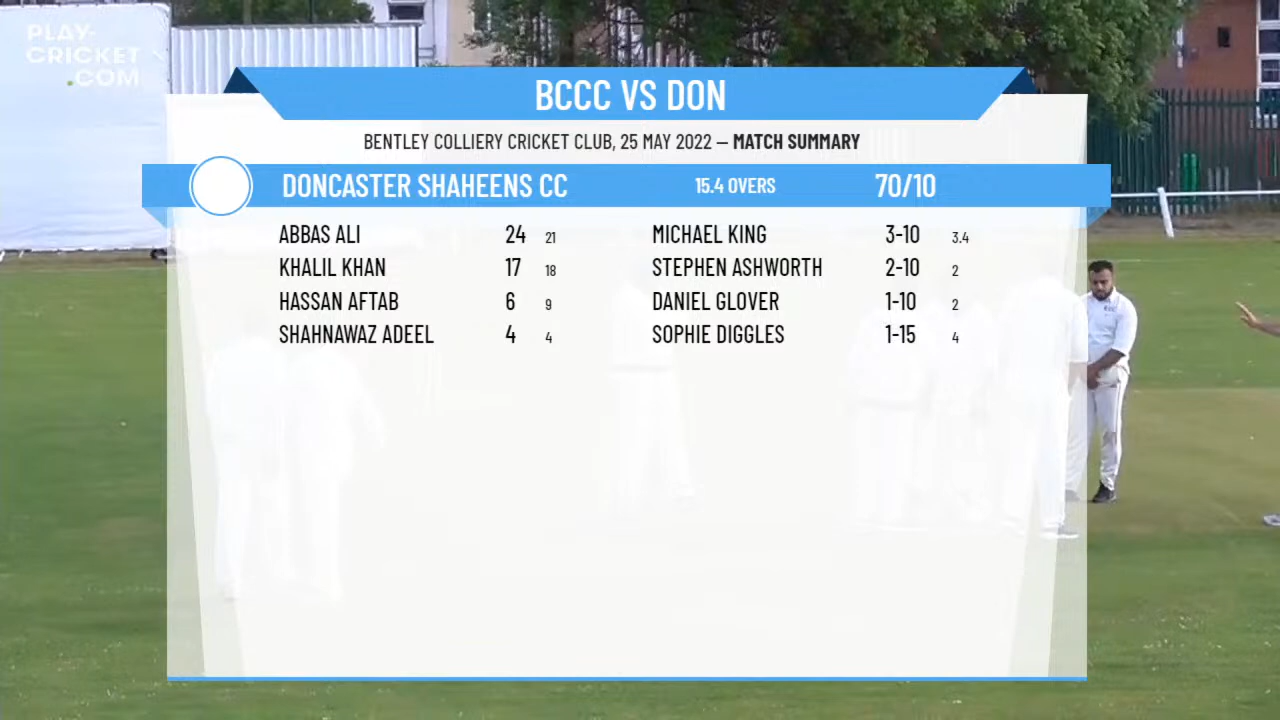 PLAY-
CRICKET
.COM
BCCC VS DON
BENTLEY COLLIERY CRICKET CLUB, 25 MAY 2022 – MATCH SUMMARY
DONCASTER SHAHEENS CC 15.4 OVERS 70/10
ABBAS ALI 24 21 MICHAEL KING 3-10 3.4
KHALIL KHAN 17 18 STEPHEN ASHWORTH 2-10 2
HASSAN AFTAB 6 9 DANIEL GLOVER 1-10 2
SHAHNAWAZ ADEEL 4 4 SOPHIE DIGGLES 1-15 4